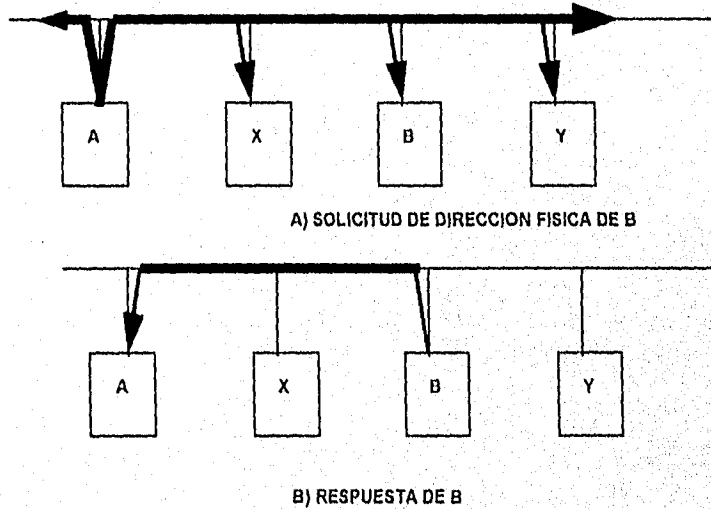 A X B Y
A) SOLICITUD DE DIRECCION FISICA DE B
A X B Y
B) RESPUESTA DE B